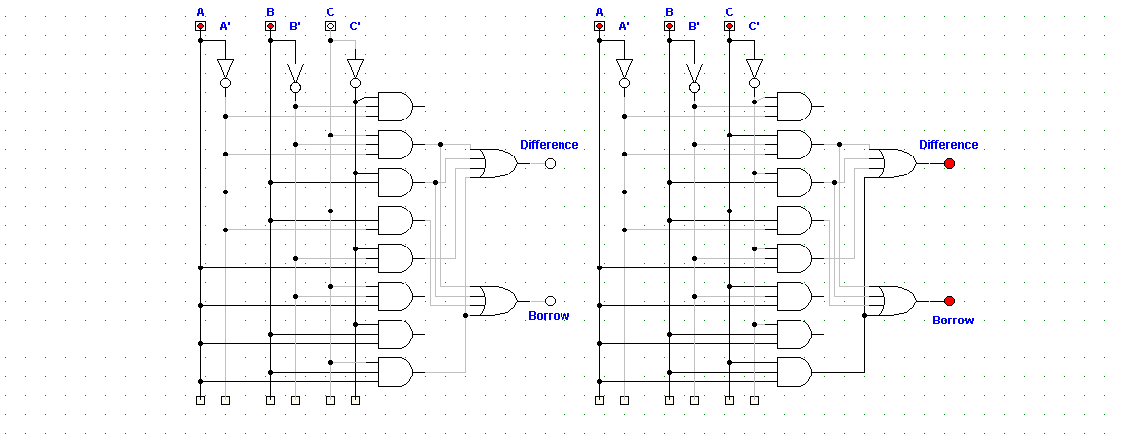 A B C A B C
A' B' C' A' B' C'
Difference Difference
Borrow Borrow